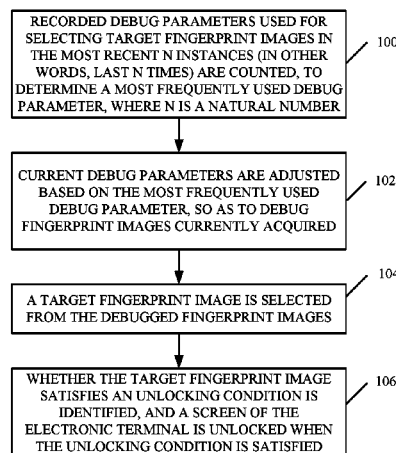 RECORDED DEBUG PARAMETERS USED FOR
SELECTING TARGET FINGERPRINT IMAGES IN
THE MOST RECENT N INSTANCES (IN OTHER
WORDS, LAST N TIMES) ARE COUNTED, TO
DETERMINE A MOST FREQUENTLY USED DEBUG
PARAMETER, WHERE N IS A NATURAL NUMBER
100
CURRENT DEBUG PARAMETERS ARE ADJUSTED
BASED ON THE MOST FREQUENTLY USED
DEBUG PARAMETER, SO AS TO DEBUG
FINGERPRINT IMAGES CURRENTLY ACQUIRED
102
A TARGET FINGERPRINT IMAGE IS SELECTED
FROM THE DEBUGGED FINGERPRINT IMAGES
104
WHETHER THE TARGET FINGERPRINT IMAGE
SATISFIES AN UNLOCKING CONDITION IS
IDENTIFIED, AND A SCREEN OF THE
ELECTRONIC TERMINAL IS UNLOCKED WHEN
THE UNLOCKING CONDITION IS SATISFIED
106